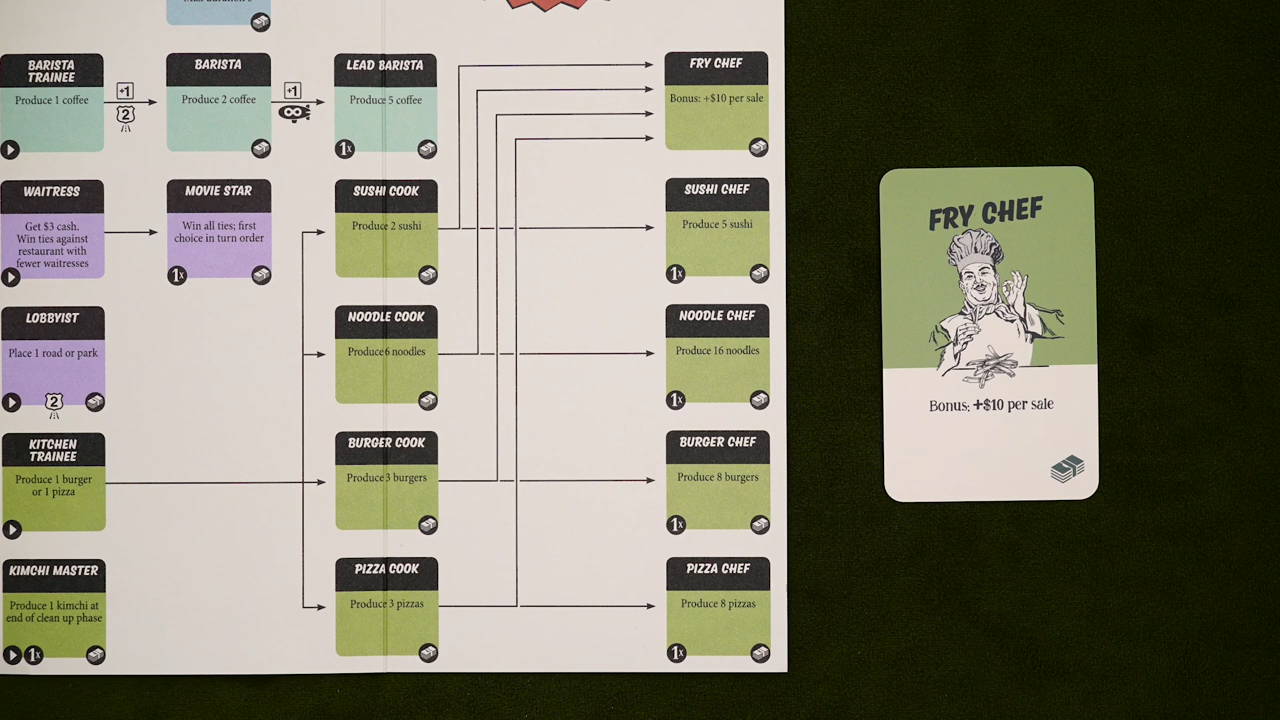 BARISTA
TRAINEE
Produce 1 coffee
+1
2
BARISTA
Produce 2 coffee
+1
LEAD BARISTA
Produce 5 coffee
1x
FRY CHEF
Bonus: +$10 per sale
WAITRESS
Get $3 cash.
Win ties against
restaurant with
fewer waitresses
MOVIE STAR
Win all ties; first
choice in turn order
1x
SUSHI COOK
Produce 2 sushi
SUSHI CHEF
Produce 5 sushi
1x
LOBBYIST
Place 1 road or park
2
NOODLE COOK
Produce 6 noodles
NOODLE CHEF
Produce 16 noodles
1x
KITCHEN
TRAINEE
Produce 1 burger
or 1 pizza
BURGER COOK
Produce 3 burgers
BURGER CHEF
Produce 8 burgers
1x
KIMCHI MASTER
Produce 1 kimchi at
end of clean up phase
1x
PIZZA COOK
Produce 3 pizzas
PIZZA CHEF
Produce 8 pizzas
1x
FRY CHEF
Bonus: +$10 per sale